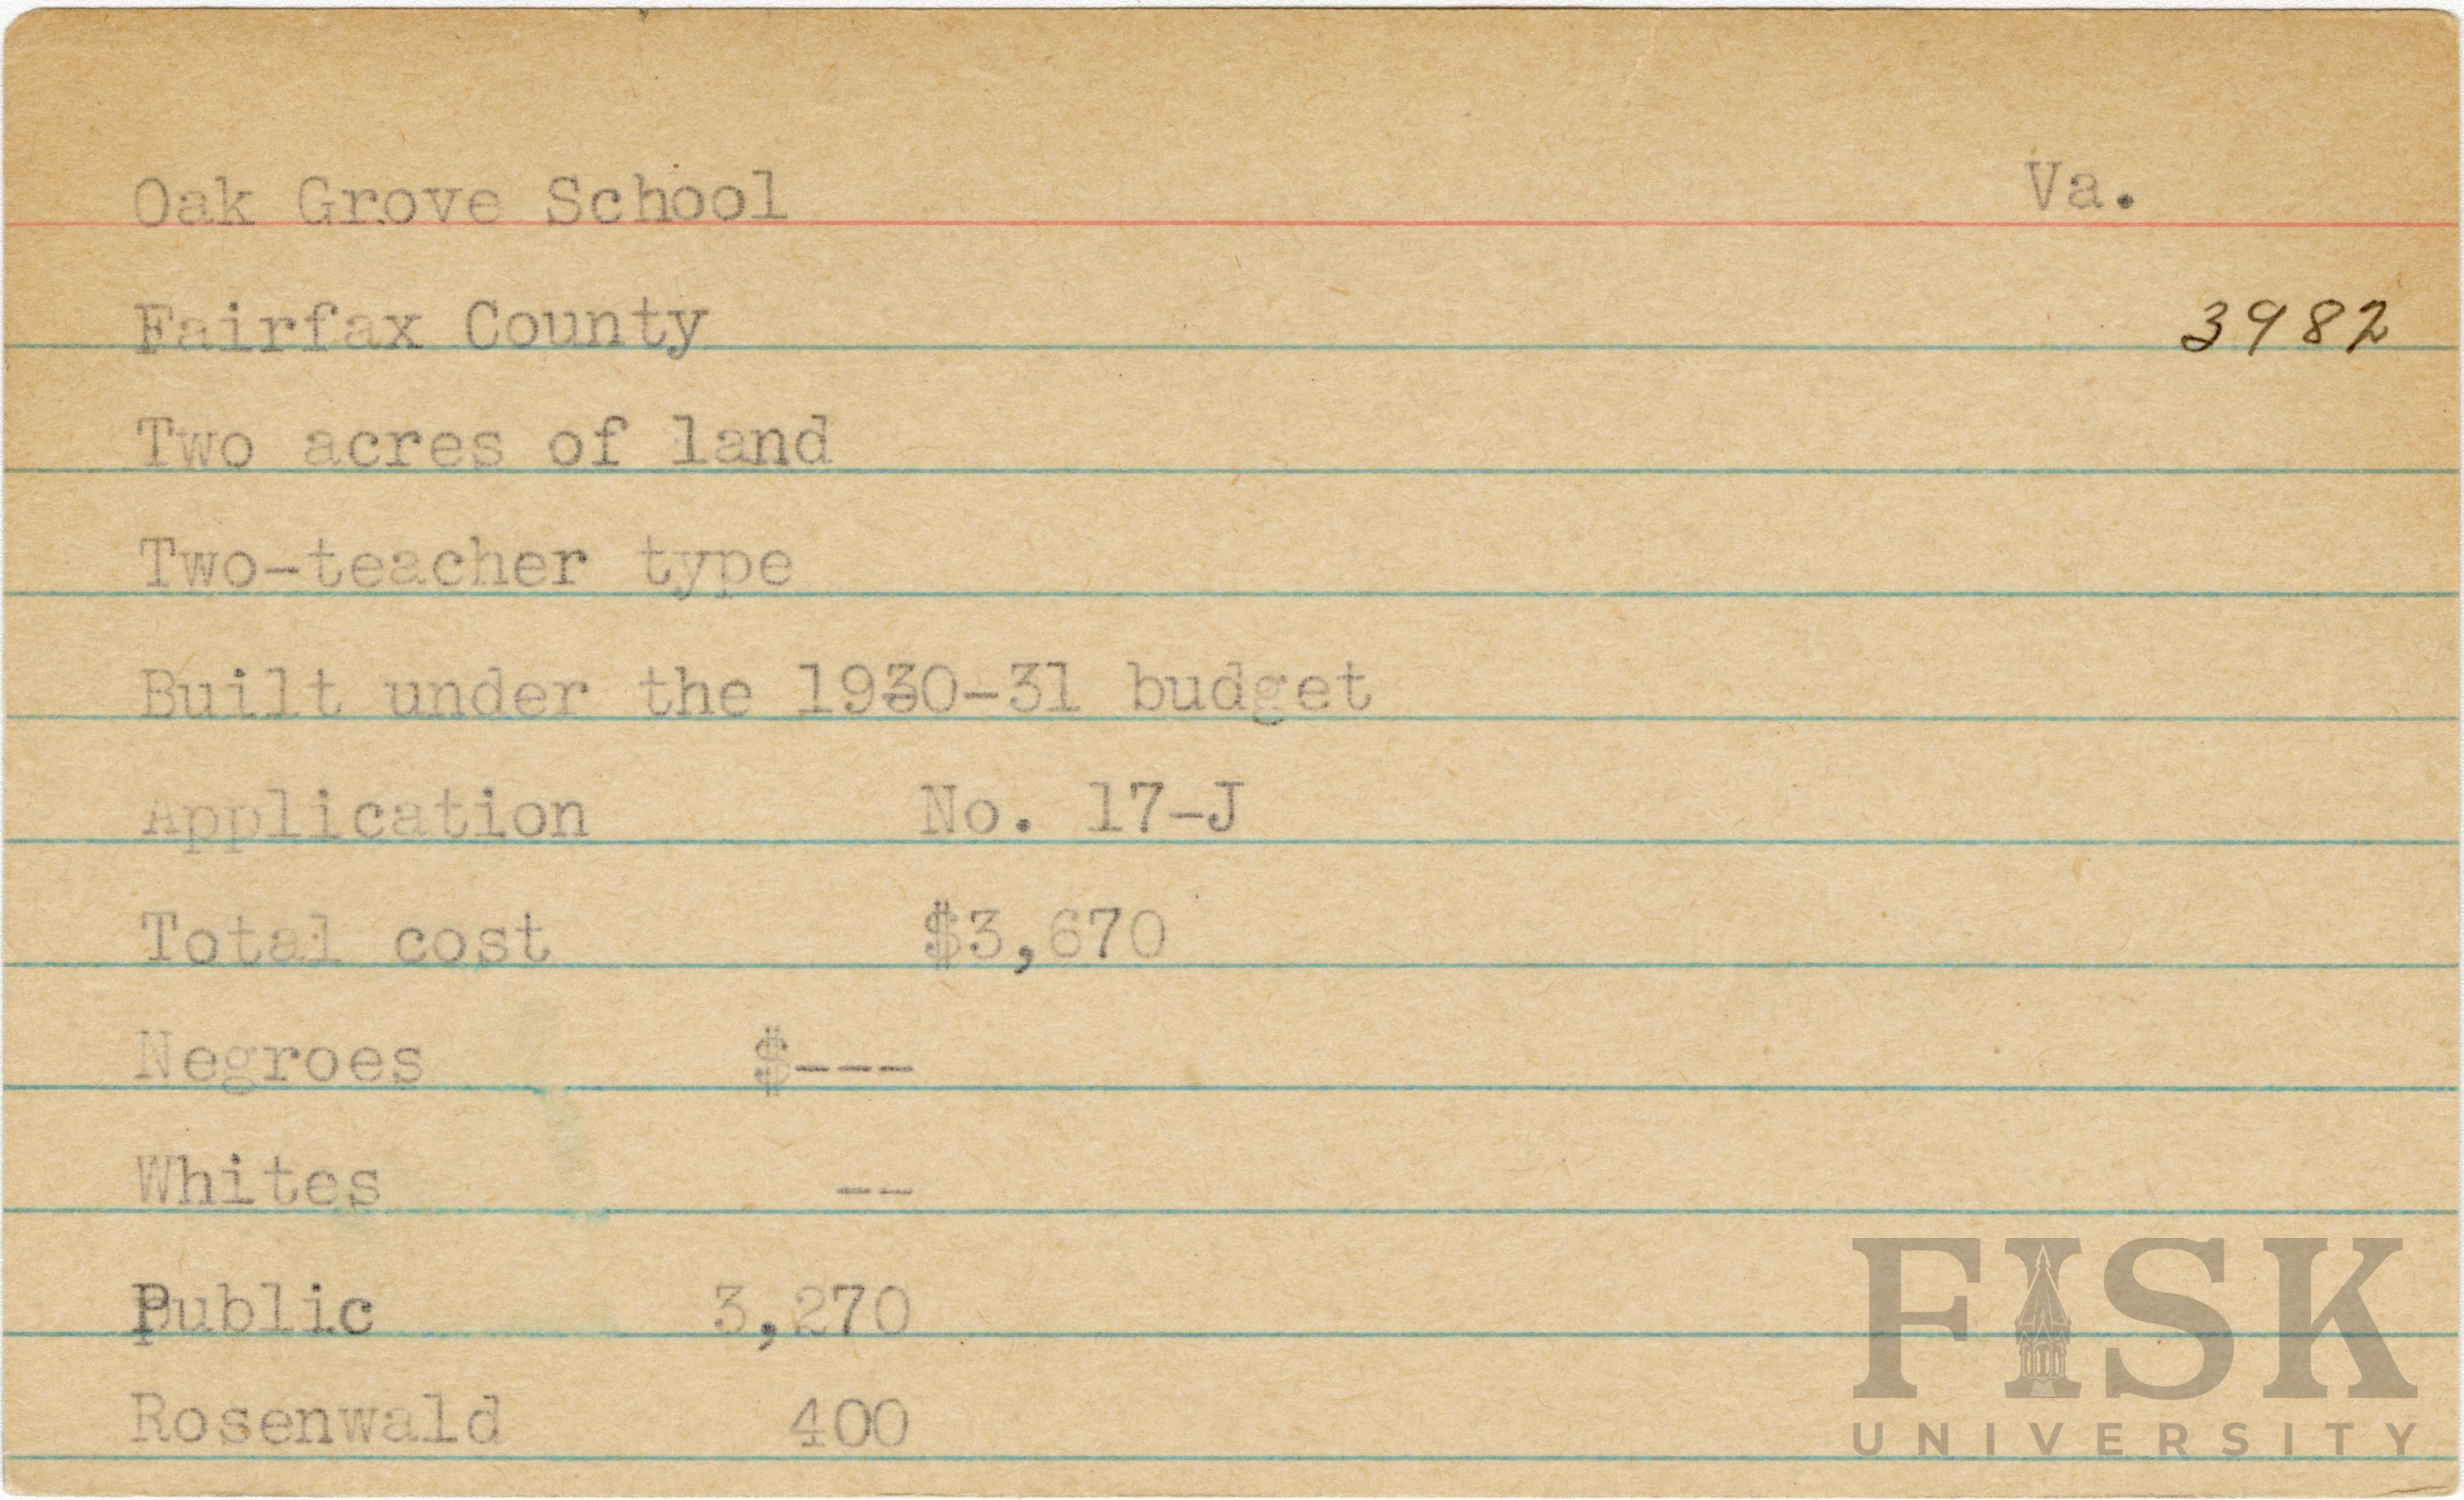 Oak Grove School Va.
Fairfax County 3982
Two acres of land
Two-teacher type
Built under the 1930-31 budget
Application No. 17-J
Total cost $3,670
Negroes $---
Whites --
Public 3,270
Rosenwald 400
FISK
UNIVERSITY